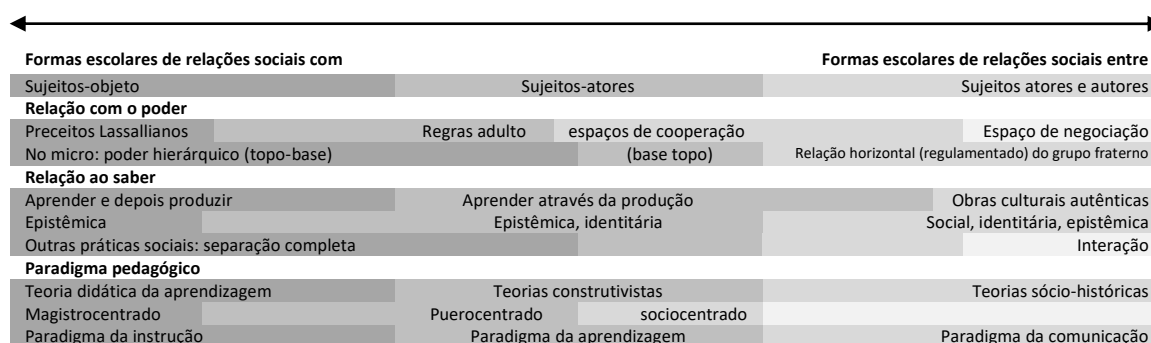 Formas escolares de relações sociais com Formas escolares de relações sociais entre
Sujeitos-objeto Sujeitos-atores Sujeitos atores e autores
Relação com o poder
Preceitos Lassallianos Regras adulto espaços de cooperação Espaço de negociação
No micro: poder hierárquico (topo-base) (base topo) Relação horizontal (regulamentado) do grupo fraterno
Relação ao saber
Aprender e depois produzir Aprender através da produção Obras culturais autênticas
Epistêmica Epistêmica, identitária Social, identitária, epistêmica
Outras práticas sociais: separação completa Interação
Paradigma pedagógico
Teoria didática da aprendizagem Teorias construtivistas Teorias sócio-históricas
Magistrocentrado Puerocentrado sociocentrado
Paradigma da instrução Paradigma da aprendizagem Paradigma da comunicação